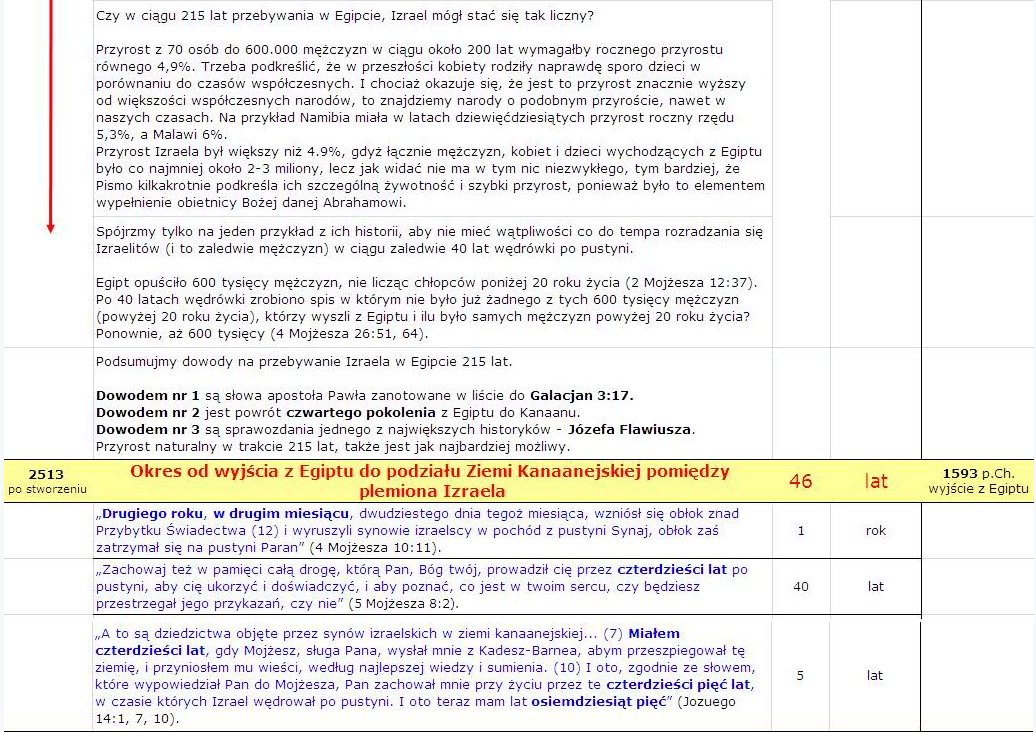 Czy w ciągu 215 lat przebywania w Egipcie, Izrael mógł stać się tak liczny?
Przyrost z 70 osób do 600.000 mężczyzn w ciągu około 200 lat wymagałby rocznego przyrostu
równego 4,9%. Trzeba podkreślić, że w przeszłości kobiety rodziły naprawdę sporo dzieci w
porównaniu do czasów współczesnych. I chociaż okazuje się, że jest to przyrost znacznie wyższy
od większości współczesnych narodów, to znajdziemy narody o podobnym przyroście, nawet w
naszych czasach. Na przykład Namibia miała w latach dziewięćdziesiątych przyrost roczny rzędu
5,3%, a Malawi 6%.
Przyrost Izraela był większy niż 4.9%, gdyż łącznie mężczyzn, kobiet i dzieci wychodzących z Egiptu
było co najmniej około 2-3 miliony, lecz jak widać nie ma w tym nic niezwykłego, tym bardziej, że
Pismo kilkakrotnie podkreśla ich szczególną żywotność i szybki przyrost, ponieważ było to elementem
wypełnienie obietnicy Bożej danej Abrahamowi.
Spójrzmy tylko na jeden przykład z ich historii, aby nie mieć wątpliwości co do tempa rozradzania się
Izraelitów (i to zaledwie mężczyzn) w ciągu zaledwie 40 lat wędrówki po pustyni.
Egipt opuściło 600 tysięcy mężczyzn, nie licząc chłopców poniżej 20 roku życia (2 Mojżesza 12:37).
Po 40 latach wędrówki zrobiono spis w którym nie było już żadnego z tych 600 tysięcy mężczyzn
(powyżej 20 roku życia), którzy wyszli z Egiptu i ilu było samych mężczyzn powyżej 20 roku życia?
Ponownie, aż 600 tysięcy (4 Mojżesza 26:51, 64).
Podsumujmy dowody na przebywanie Izraela w Egipcie 215 lat.
Dowodem nr 1 są słowa apostoła Pawła zanotowane w liście do Galacjan 3:17.
Dowodem nr 2 jest powrót czwartego pokolenia z Egiptu do Kanaanu.
Dowodem nr 3 są sprawozdania jednego z największych historyków - Józefa Flawiusza.
Przyrost naturalny w trakcie 215 lat, także jest jak najbardziej możliwy.
2513
po stworzeniu
Okres od wyjścia z Egiptu do podziału Ziemi Kanaanejskiej pomiędzy
plemiona Izraela
46
lat
1593 p.Ch.
wyjście z Egiptu
„Drugiego roku, w drugim miesiącu, dwudziestego dnia tegoż miesiąca, wzniósł się obłok znad
Przybytku Świadectwa (12) i wyruszyli synowie izraelscy w pochód z pustyni Synaj, obłok zaś
zatrzymał się na pustyni Paran” (4 Mojżesza 10:11).
1
rok
„Zachowaj też w pamięci całą drogę, którą Pan, Bóg twój, prowadził cię przez czterdzieści lat po
pustyni, aby cię ukorzyć i doświadczyć, i aby poznać, co jest w twoim sercu, czy będziesz
przestrzegał jego przykazań, czy nie” (5 Mojżesza 8:2).
40
lat
„A to są dziedzictwa objęte przez synów izraelskich w ziemi kanaanejskiej... (7) Miałem
czterdzieści lat, gdy Mojżesz, sługa Pana, wysłał mnie z Kadesz-Barnea, abym przeszpiegował tę
ziemię, i przyniosłem mu wieści, według najlepszej wiedzy i sumienia. (10) I oto, zgodnie ze słowem,
które wypowiedział Pan do Mojżesza, Pan zachował mnie przy życiu przez te czterdzieści pięć lat,
w czasie których Izrael wędrował po pustyni. I oto teraz mam lat osiemdziesiąt pięć” (Jozuego
14:1, 7, 10).
5
lat